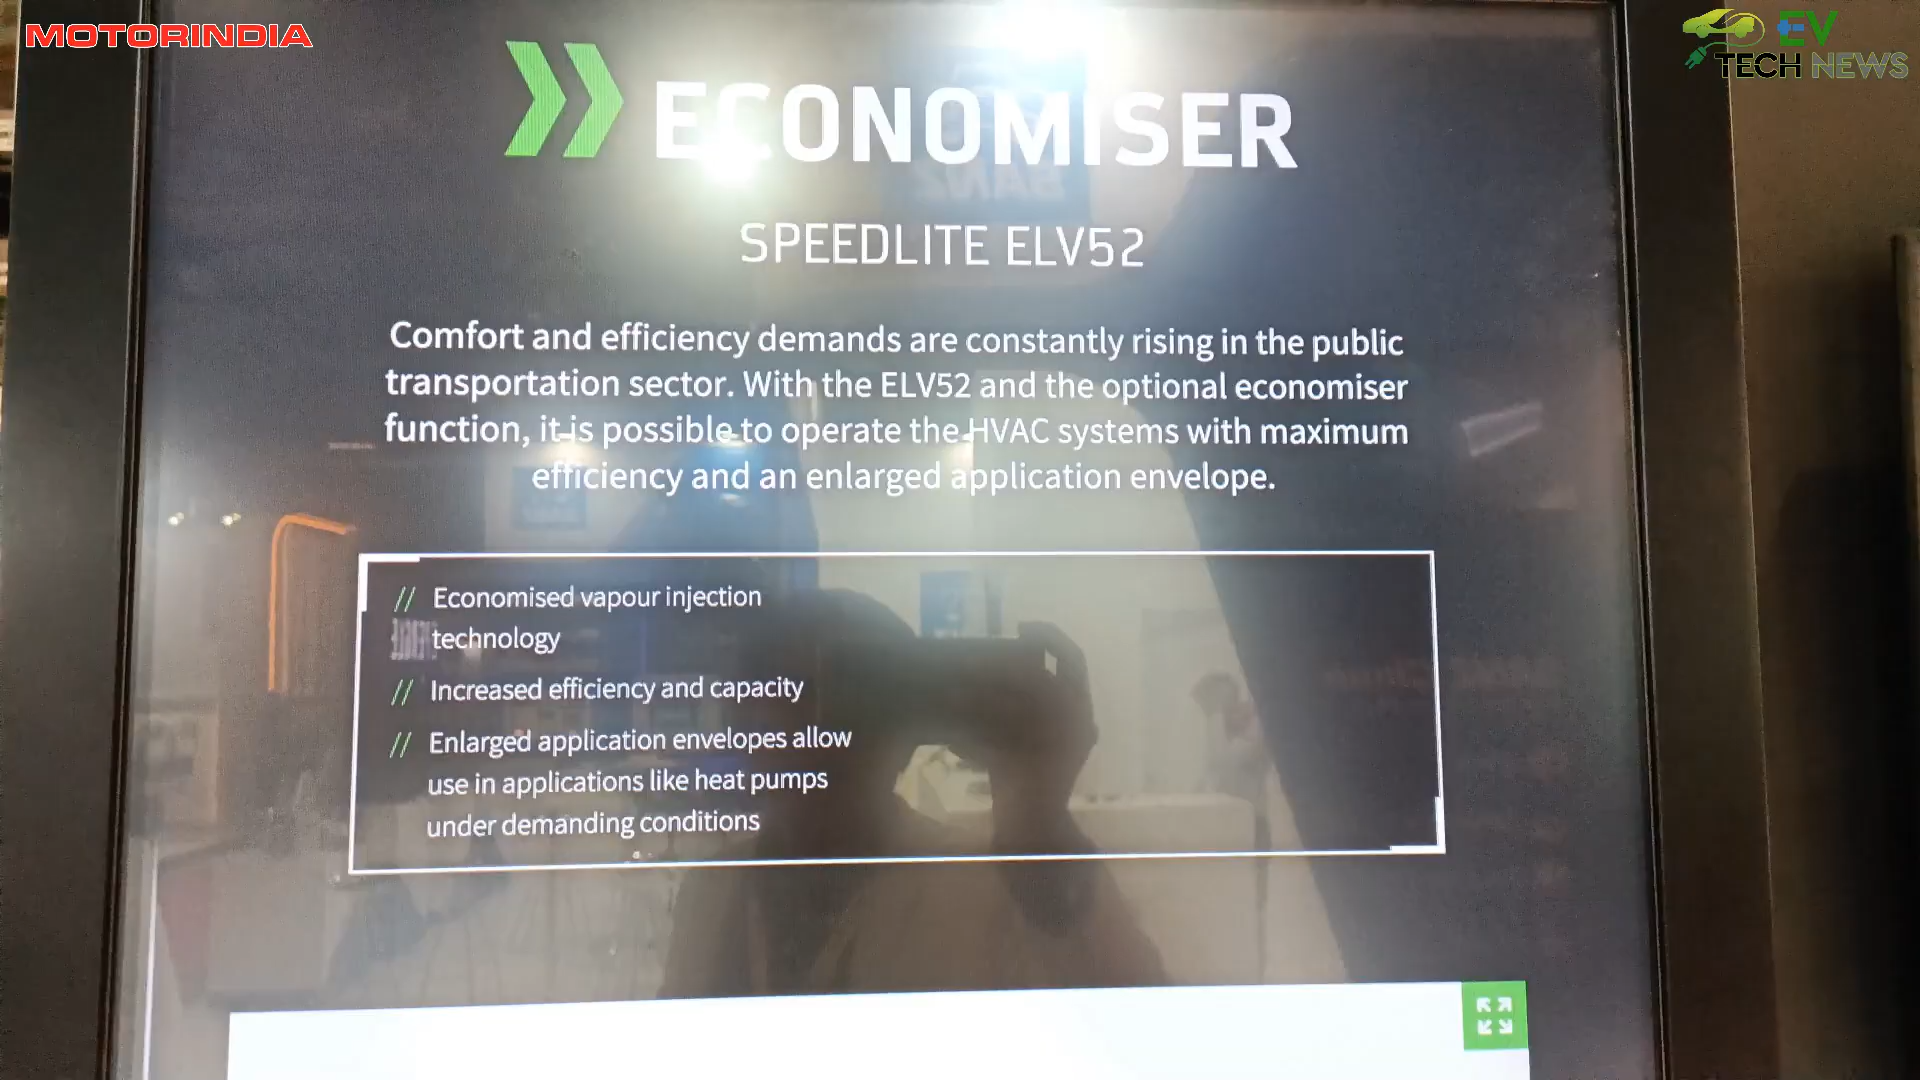 MOTORINDIA
EV
TECH NEWS
ECONOMISER
SPEEDLITE ELV52
Comfort and efficiency demands are constantly rising in the public
transportation sector. With the ELV52 and the optional economiser
function, it is possible to operate the HVAC systems with maximum
efficiency and an enlarged application envelope.
// Economised vapour injection
technology
// Increased efficiency and capacity
// Enlarged application envelopes allow
use in applications like heat pumps
under demanding conditions